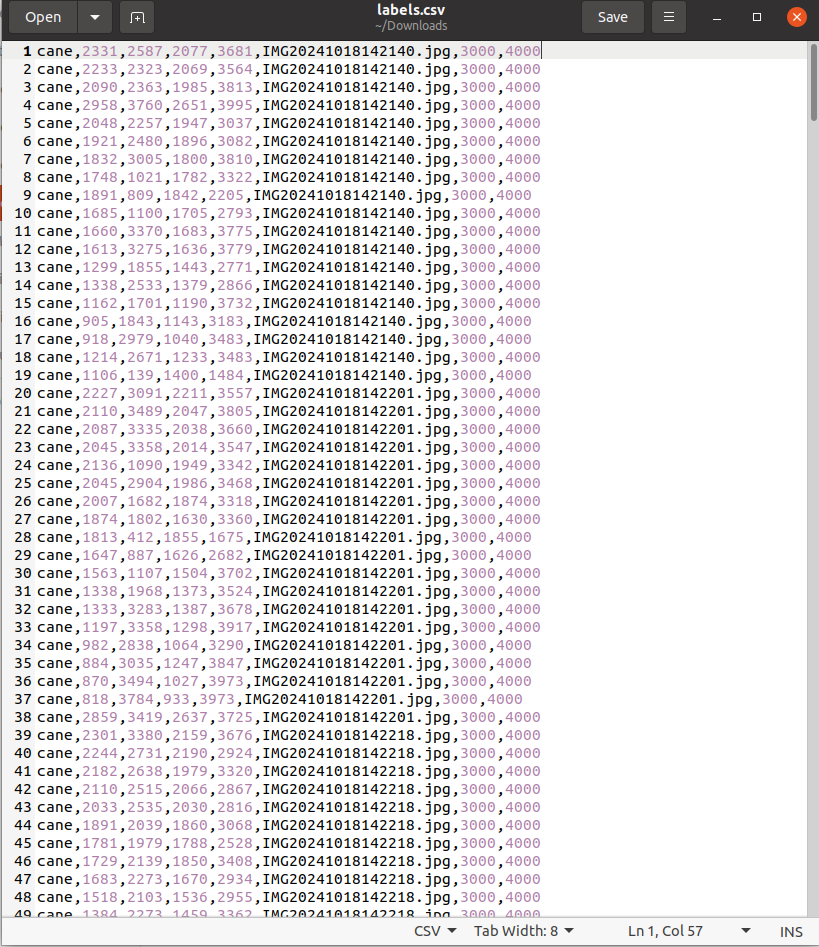 Open
labels.csv
~/Downloads
Save
1 cane,2331,2587,2077,3681,IMG20241018142140.jpg,3000,4000
2 cane,2233,2323,2069,3564,IMG20241018142140.jpg,3000,4000
3 cane,2090,2363,1985,3813,IMG20241018142140.jpg,3000,4000
4 cane,2958,3760,2651,3995,IMG20241018142140.jpg,3000,4000
5 cane,2048,2257,1947,3037,IMG20241018142140.jpg,3000,4000
6 cane,1921,2480,1896,3082,IMG20241018142140.jpg,3000,4000
7 cane,1832,3005,1800,3810,IMG20241018142140.jpg,3000,4000
8 cane,1748,1021,1782,3322,IMG20241018142140.jpg,3000,4000
9 cane,1891,809,1842,2205,IMG20241018142140.jpg,3000,4000
10 cane,1685,1100,1705,2793,IMG20241018142140.jpg,3000,4000
11 cane,1660,3370,1683,3775,IMG20241018142140.jpg,3000,4000
12 cane,1613,3275,1636,3779,IMG20241018142140.jpg,3000,4000
13 cane,1299,1855,1443,2771,IMG20241018142140.jpg,3000,4000
14 cane,1338,2533,1379,2866,IMG20241018142140.jpg,3000,4000
15 cane,1162,1701,1190,3732,IMG20241018142140.jpg,3000,4000
16 cane,905,1843,1143,3183,IMG20241018142140.jpg,3000,4000
17 cane,918,2979,1040,3483,IMG20241018142140.jpg,3000,4000
18 cane,1214,2671,1233,3483,IMG20241018142140.jpg,3000,4000
19 cane,1106,139,1400,1484,IMG20241018142140.jpg,3000,4000
20 cane,2227,3091,2211,3557,IMG20241018142201.jpg,3000,4000
21 cane,2110,3489,2047,3805,IMG20241018142201.jpg,3000,4000
22 cane,2087,3335,2038,3660,IMG20241018142201.jpg,3000,4000
23 cane,2045,3358,2014,3547,IMG20241018142201.jpg,3000,4000
24 cane,2136,1090,1949,3342,IMG20241018142201.jpg,3000,4000
25 cane,2045,2904,1986,3468,IMG20241018142201.jpg,3000,4000
26 cane,2007,1682,1874,3318,IMG20241018142201.jpg,3000,4000
27 cane,1874,1802,1630,3360,IMG20241018142201.jpg,3000,4000
28 cane,1813,412,1855,1675,IMG20241018142201.jpg,3000,4000
29 cane,1647,887,1626,2682,IMG20241018142201.jpg,3000,4000
30 cane,1563,1107,1504,3702,IMG20241018142201.jpg,3000,4000
31 cane,1338,1968,1373,3524,IMG20241018142201.jpg,3000,4000
32 cane,1333,3283,1387,3678,IMG20241018142201.jpg,3000,4000
33 cane,1197,3358,1298,3917,IMG20241018142201.jpg,3000,4000
34 cane,982,2838,1064,3290,IMG20241018142201.jpg,3000,4000
35 cane,884,3035,1247,3847,IMG20241018142201.jpg,3000,4000
36 cane,870,3494,1027,3973,IMG20241018142201.jpg,3000,4000
37 cane,818,3784,933,3973,IMG20241018142201.jpg,3000,4000
38 cane,2859,3419,2637,3725,IMG20241018142201.jpg,3000,4000
39 cane,2301,3380,2159,3676,IMG20241018142218.jpg,3000,4000
40 cane,2244,2731,2190,2924,IMG20241018142218.jpg,3000,4000
41 cane,2182,2638,1979,3320,IMG20241018142218.jpg,3000,4000
42 cane,2110,2515,2066,2867,IMG20241018142218.jpg,3000,4000
43 cane,2033,2535,2030,2816,IMG20241018142218.jpg,3000,4000
44 cane,1891,2039,1860,3068,IMG20241018142218.jpg,3000,4000
45 cane,1781,1979,1788,2528,IMG20241018142218.jpg,3000,4000
46 cane,1729,2139,1850,3408,IMG20241018142218.jpg,3000,4000
47 cane,1683,2273,1670,2934,IMG20241018142218.jpg,3000,4000
48 cane,1518,2103,1536,2955,IMG20241018142218.jpg,3000,4000
49 cane,1384,2273,1459,3362,IMG20241018142218.jpg,3000,4000
CSV Tab Width: 8 Ln 1, Col 57 INS